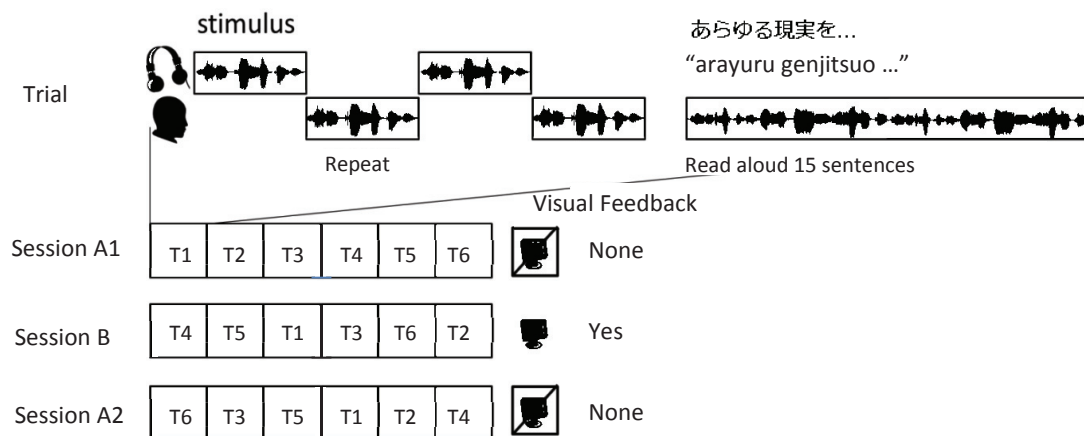 stimulus
あらゆる現実を...
“arayuru genjitsuo ...”
Trial
Repeat
Read aloud 15 sentences
Visual Feedback
Session A1 T1 T2 T3 T4 T5 T6 None
Session B T4 T5 T1 T3 T6 T2 Yes
Session A2 T6 T3 T5 T1 T2 T4 None